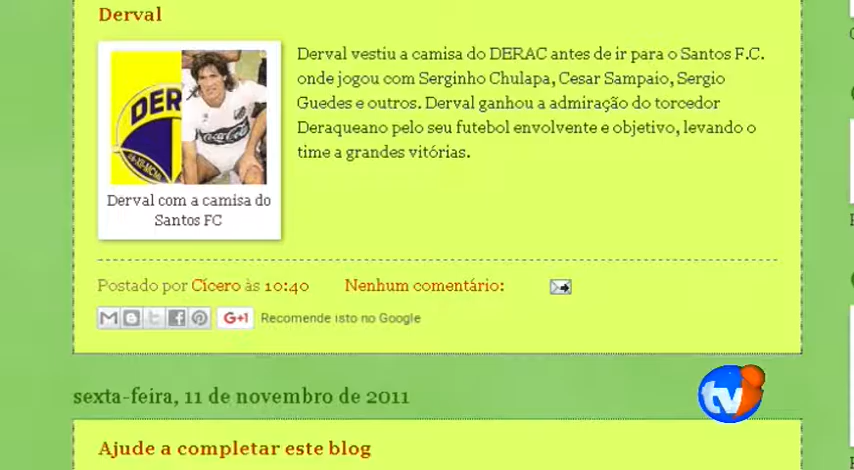 Derval
Derval vestiu a camisa do DERAC antes de ir para o Santos F.C.
onde jogou com Serginho Chulapa, Cesar Sampaio, Sergio
Guedes e outros. Derval ganhou a admiração do torcedor
Deraqueano pelo seu futebol envolvente e objetivo, levando o
time a grandes vitórias.
DER
Coca-Cola
Derval com a camisa do
Santos FC
Postado por Cícero às 10:40 Nenhum comentário:
G+1 Recomende isto no Google
sexta-feira, 11 de novembro de 2011
tvi
Ajude a completar este blog